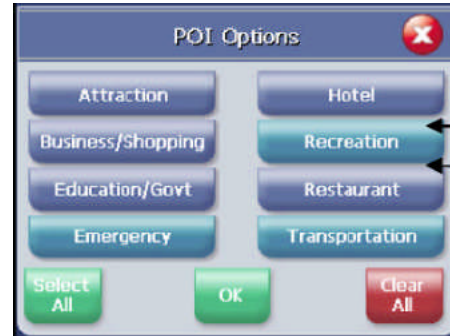 POI Options
Attraction
Hotel
Business/Shopping
Recreation
Education/Govt
Restaurant
Emergency
Transportation
Select
All
OK
Clear
All